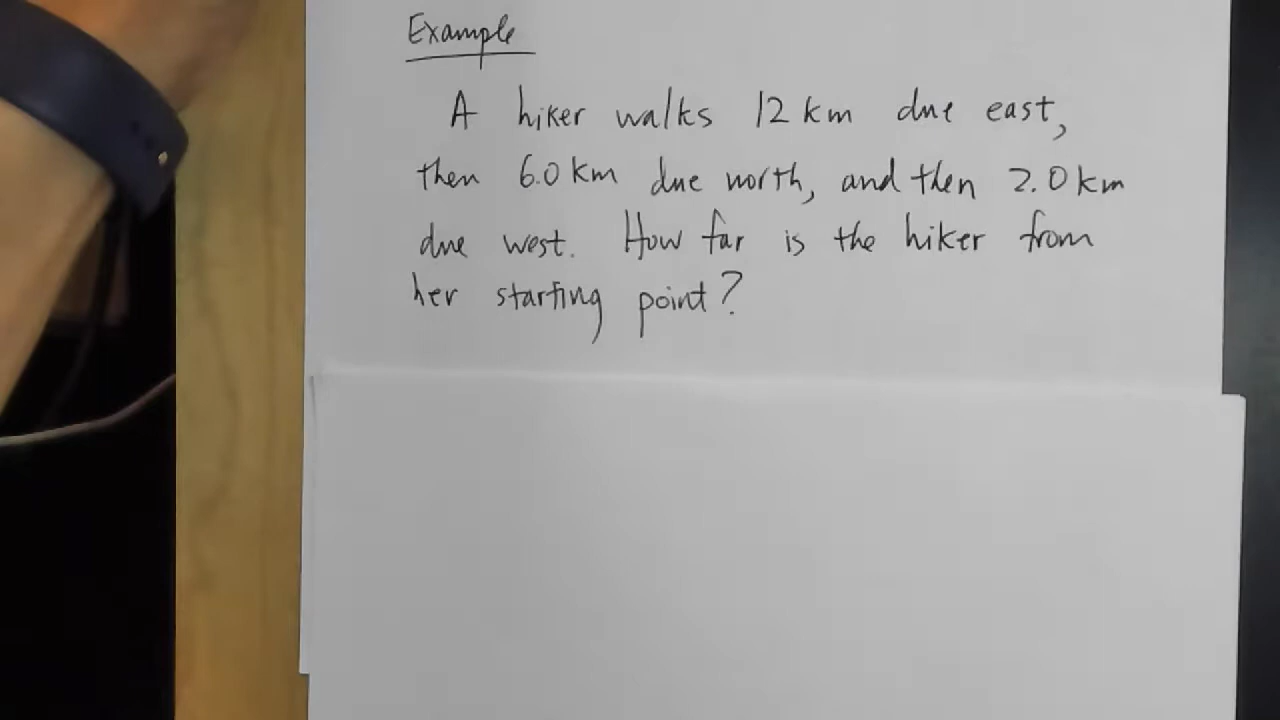 Example
A hiker walks 12 km due east,
then 6.0 km due north, and then 2.0 km
due west. How far is the hiker from
her starting point?